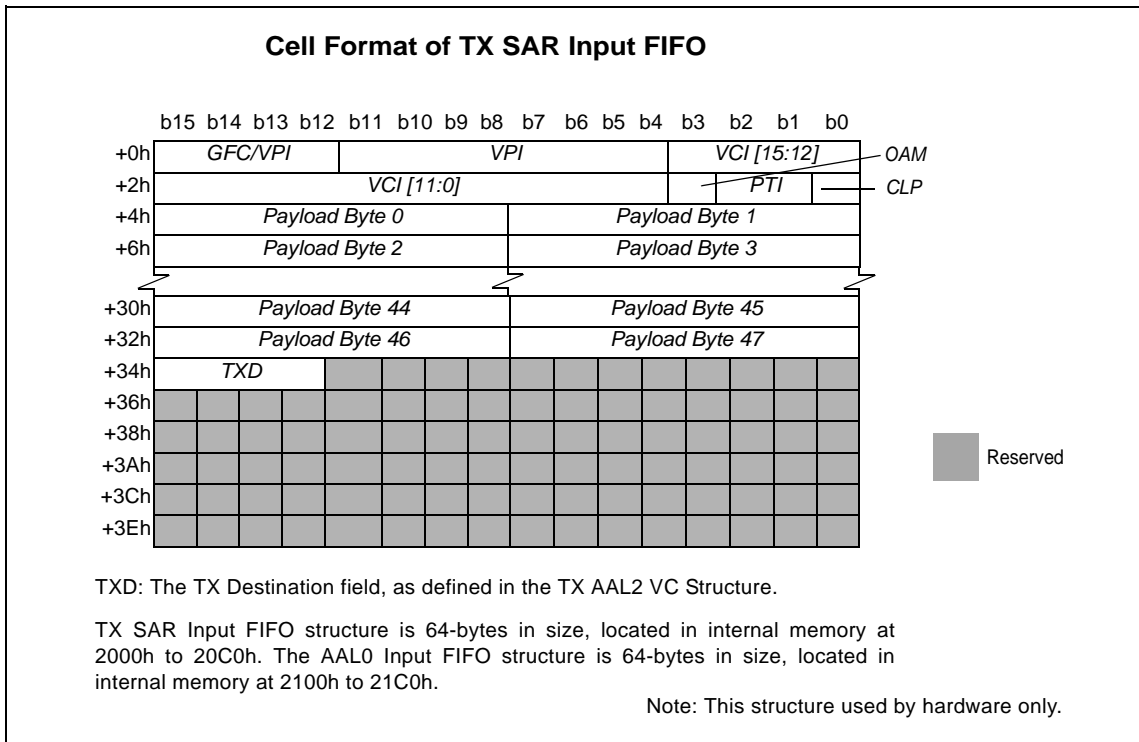 Cell Format of TX SAR Input FIFO
b15 b14 b13 b12 b11 b10 b9 b8 b7 b6 b5 b4 b3 b2 b1 b0
+0h GFC/VPI VPI VCI [15:12] OAM
+2h VCI [11:0] PTI CLP
+4h Payload Byte 0 Payload Byte 1
+6h Payload Byte 2 Payload Byte 3
+30h Payload Byte 44 Payload Byte 45
+32h Payload Byte 46 Payload Byte 47
+34h TXD
+36h
+38h
+3Ah
+3Ch
+3Eh
Reserved
TXD: The TX Destination field, as defined in the TX AAL2 VC Structure.
TX SAR Input FIFO structure is 64-bytes in size, located in internal memory at
2000h to 20C0h. The AAL0 Input FIFO structure is 64-bytes in size, located in
internal memory at 2100h to 21C0h.
Note: This structure used by hardware only.